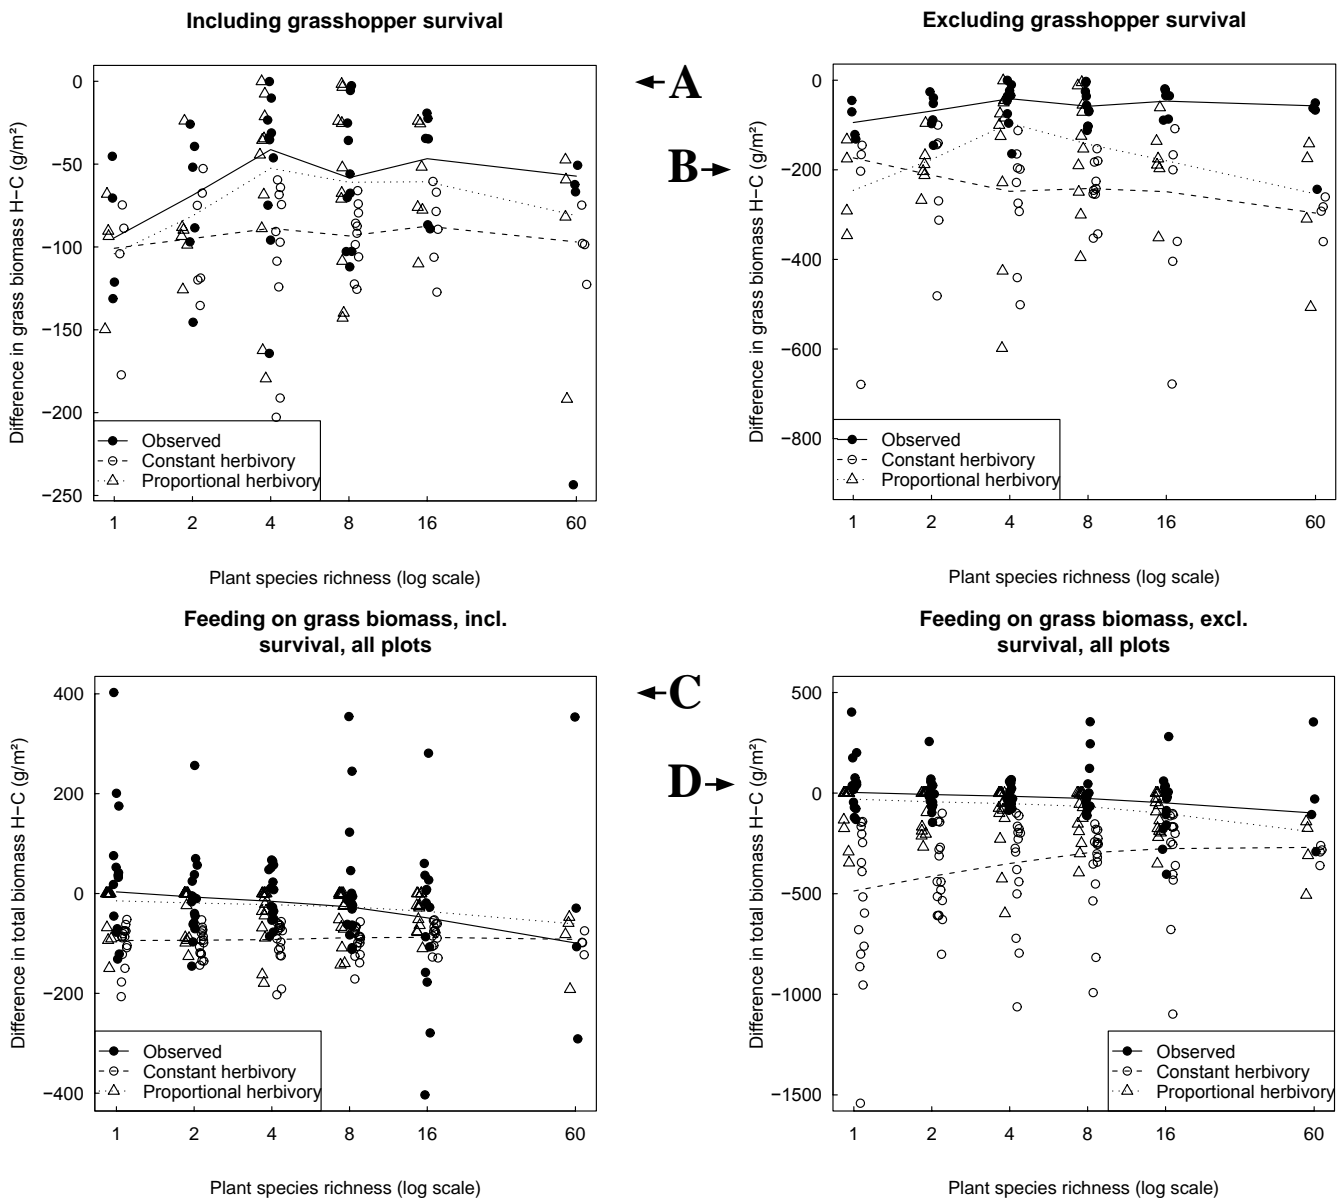 Including grasshopper survival
Difference in grass biomass H−C (g/m²)
0
−50
−100
−150
−200
−250
Observed
Constant herbivory
Proportional herbivory
1 2 4 8 16 60
Plant species richness (log scale)
A
B
Excluding grasshopper survival
Difference in grass biomass H−C (g/m²)
0
−200
−400
−600
−800
Observed
Constant herbivory
Proportional herbivory
1 2 4 8 16 60
Plant species richness (log scale)
Feeding on grass biomass, incl.
survival, all plots
Difference in total biomass H−C (g/m²)
400
200
0
−200
−400
Observed
Constant herbivory
Proportional herbivory
1 2 4 8 16 60
Plant species richness (log scale)
C
D
Feeding on grass biomass, excl.
survival, all plots
Difference in total biomass H−C (g/m²)
500
0
−500
−1000
−1500
Observed
Constant herbivory
Proportional herbivory
1 2 4 8 16 60
Plant species richness (log scale)